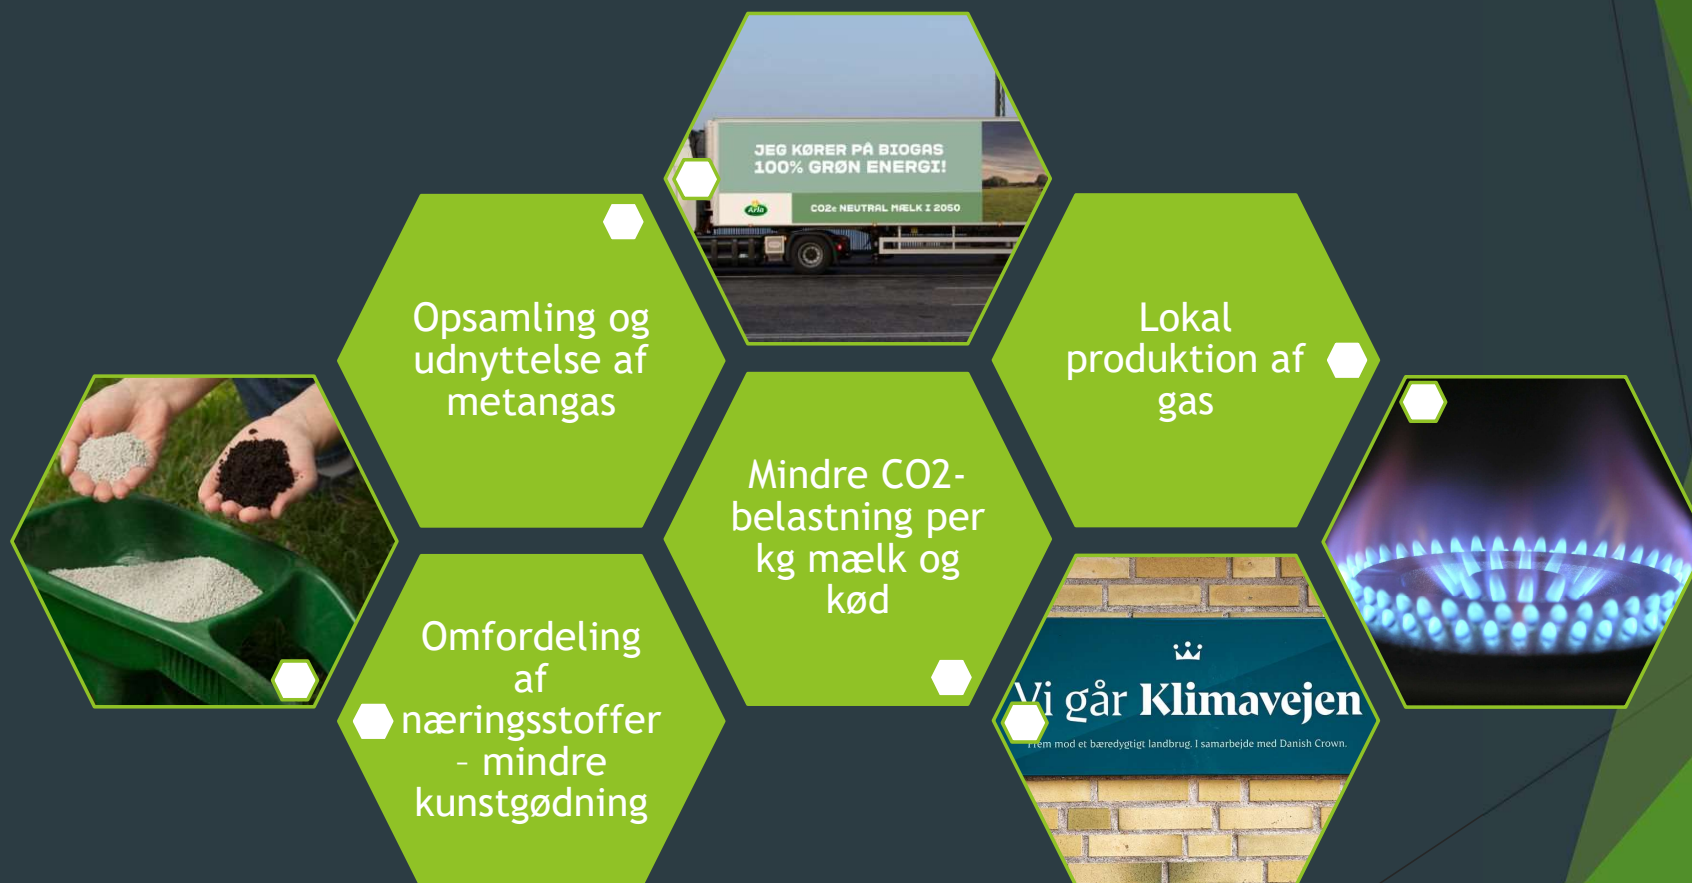 JEG KØRER PÅ BIOGAS
100% GRØN ENERGI!
Arla
CO2e NEUTRAL MÆLK I 2050
Opsamling og
udnyttelse af
metangas
Lokal
produktion af
gas
Mindre CO2-
belastning per
kg mælk og
kød
Omfordeling
af
næringsstoffer
– mindre
kunstgødning
Vi går Klimavejen
Frem mod et bæredygtigt landbrug. I samarbejde med Danish Crown.